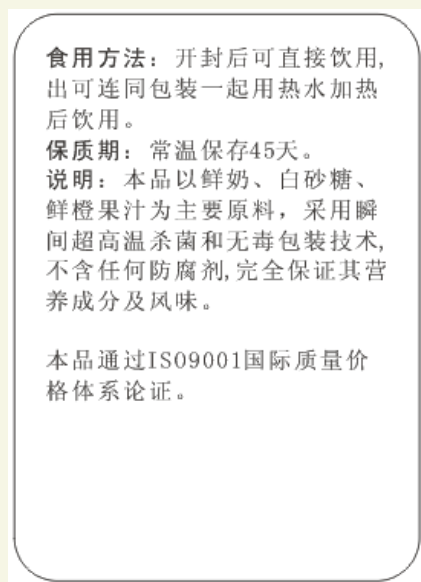 食用方法：开封后可直接饮用,
出可连同包装一起用热水加热
后饮用。
保质期：常温保存45天。
说明：本品以鲜奶、白砂糖、
鲜橙果汁为主要原料，采用瞬
间超高温杀菌和无毒包装技术,
不含任何防腐剂,完全保证其营
养成分及风味。
本品通过ISO9001国际质量价
格体系论证。